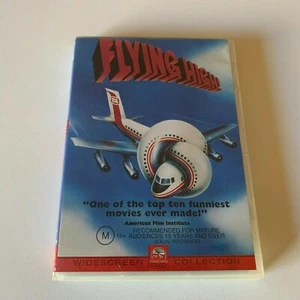 FLYING HIGH
"One of the top ten funniest
movies ever made!"
American Film Institute
M
RECOMMENDED FOR MATURE
AUDIENCES 15 YEARS AND OVER
WIDESCREEN COLLECTION